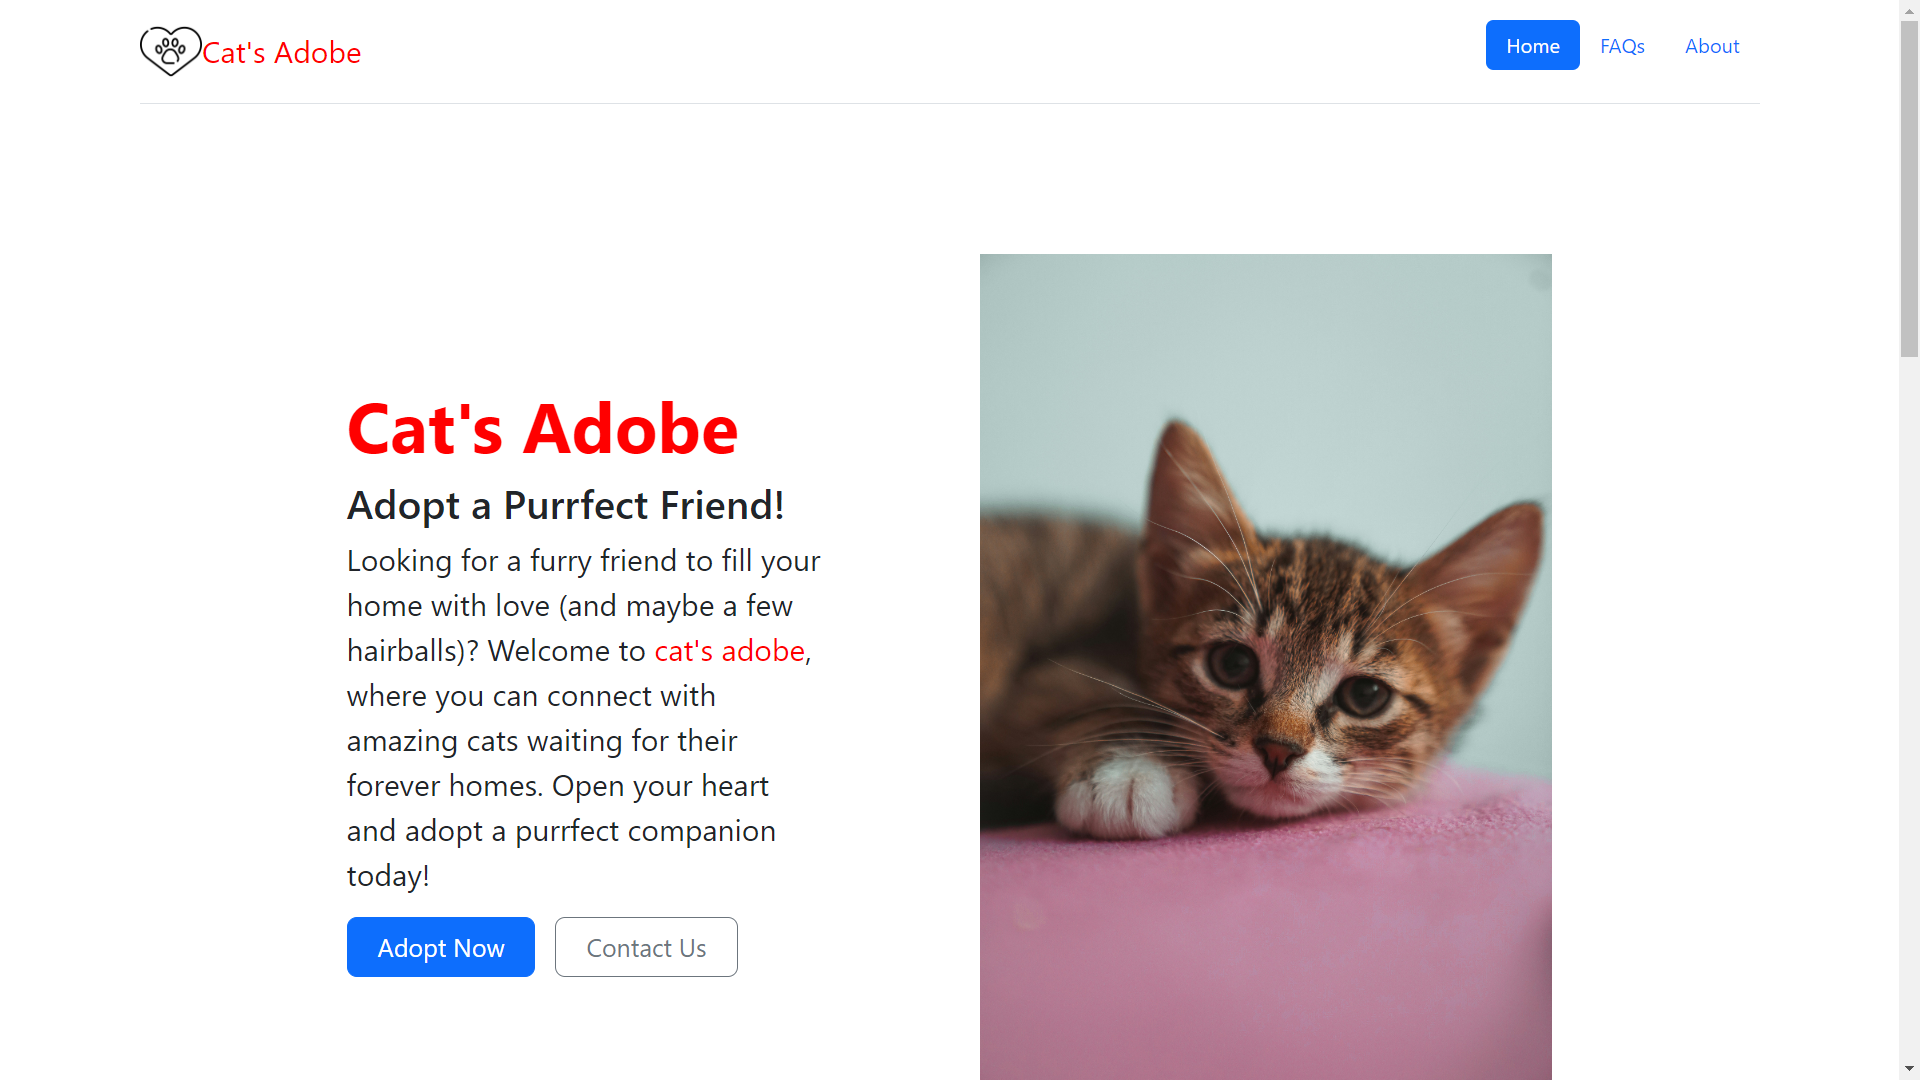 Cat's Adobe
Home
FAQs
About
Cat's Adobe
Adopt a Purrfect Friend!
Looking for a furry friend to fill your
home with love (and maybe a few
hairballs)? Welcome to cat's adobe,
where you can connect with
amazing cats waiting for their
forever homes. Open your heart
and adopt a purrfect companion
today!
Adopt Now
Contact Us